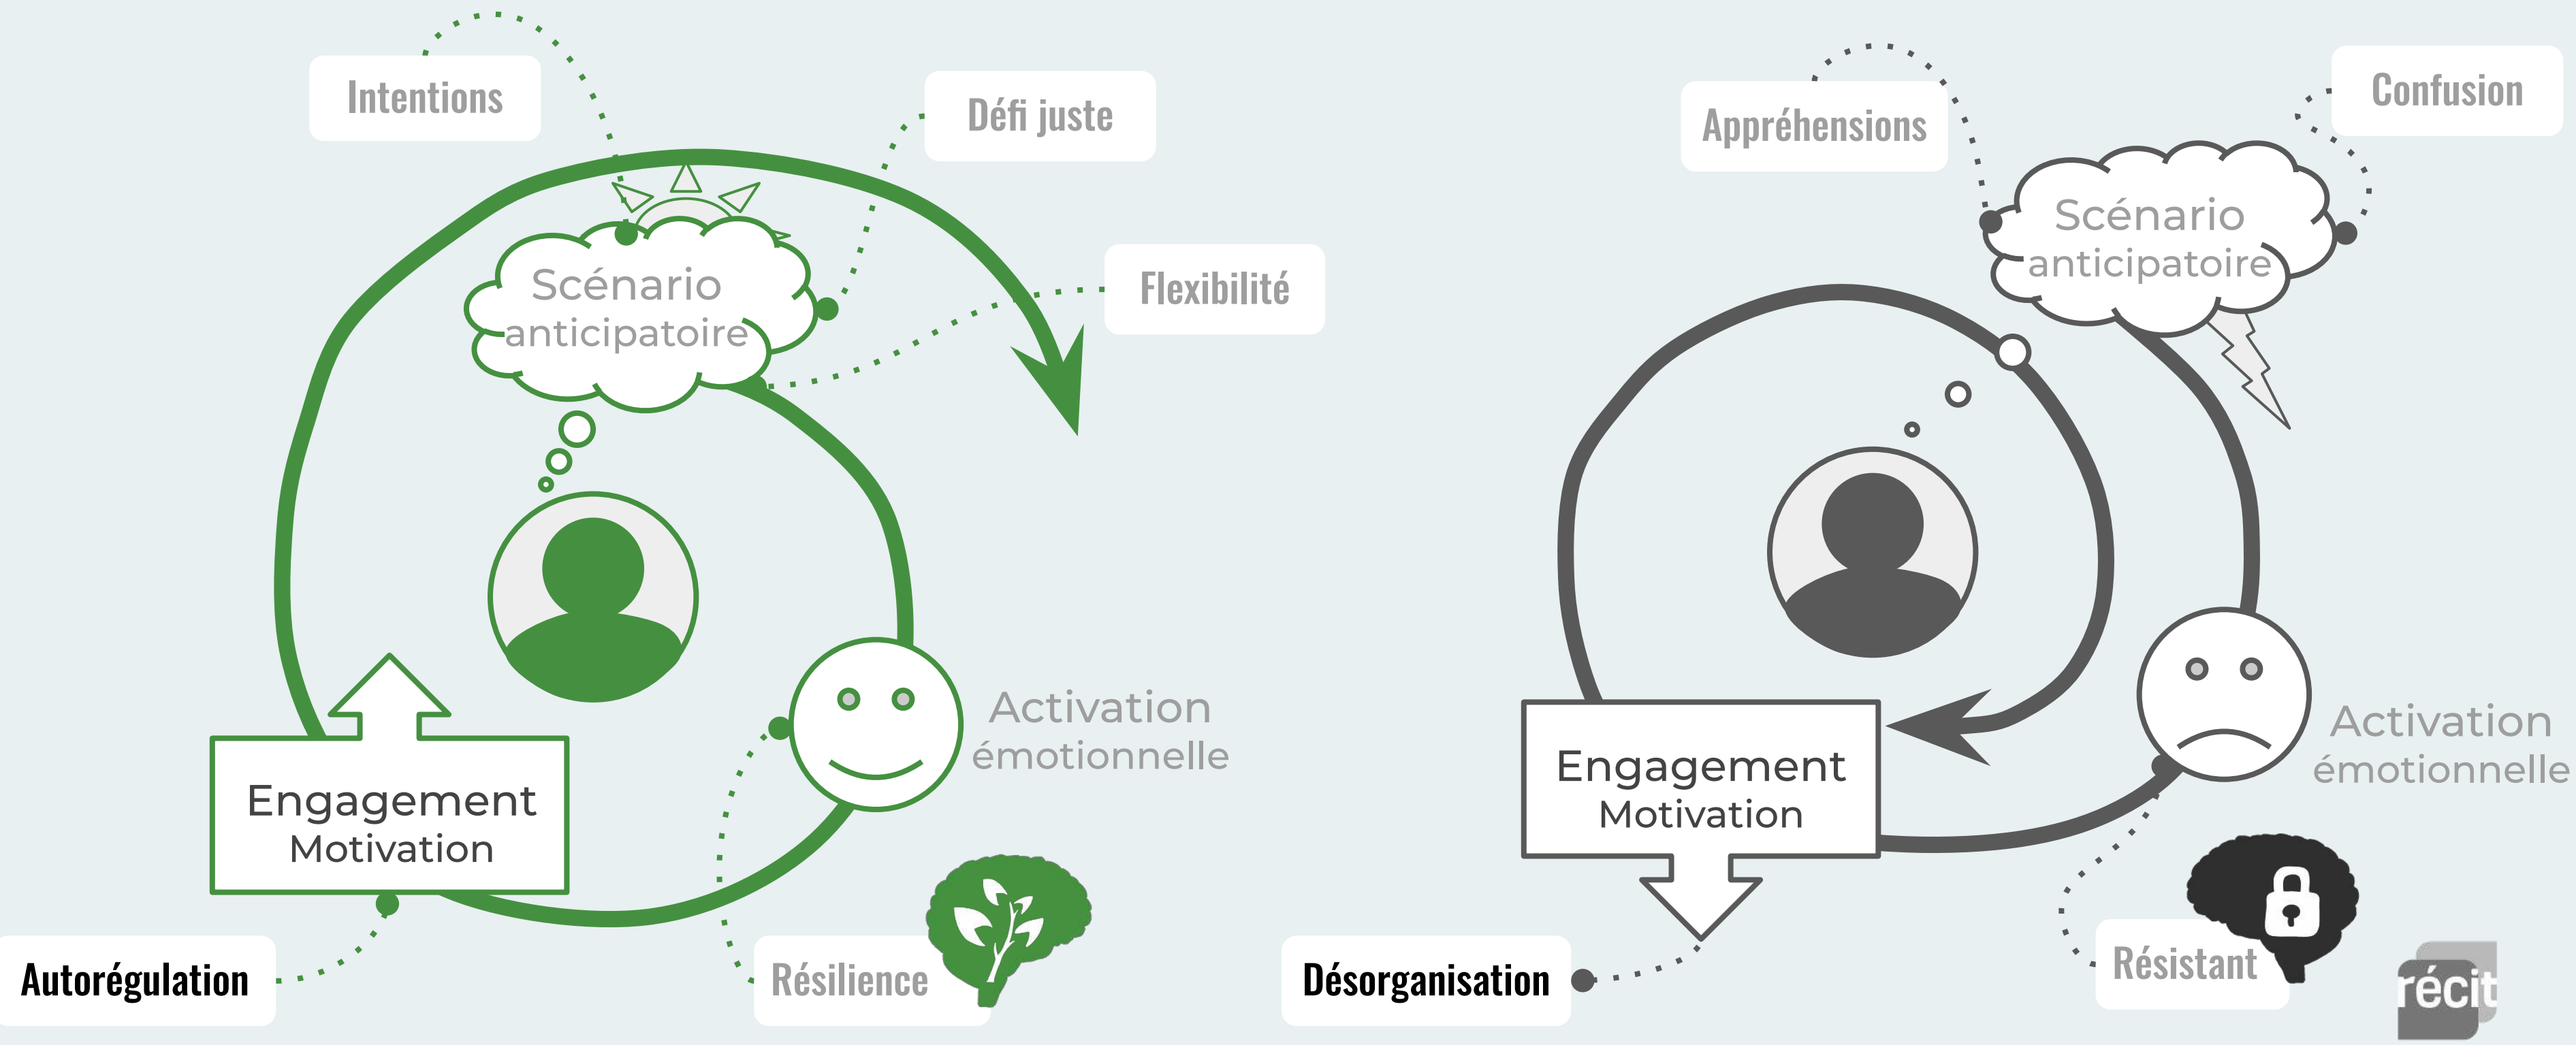 Intentions
Défi juste
Flexibilité
Scénario
anticipatoire
Activation
émotionnelle
Engagement
Motivation
Autorégulation
Résilience
Appréhensions
Confusion
Scénario
anticipatoire
Activation
émotionnelle
Engagement
Motivation
Désorganisation
Résistant
récit